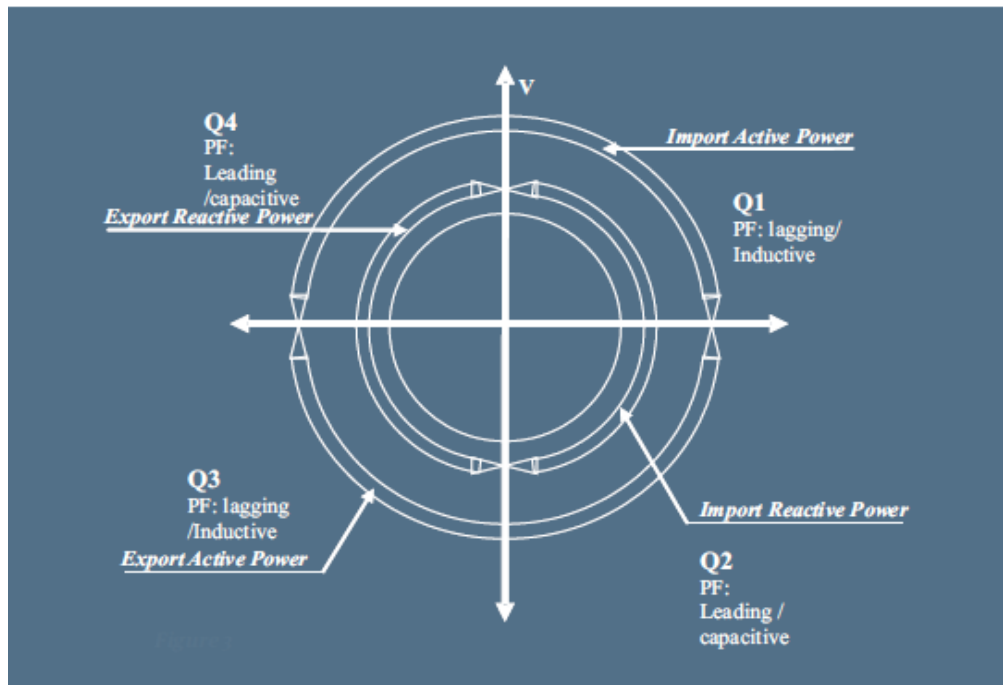 V
Q4
PF:
Leading
/capacitive
Export Reactive Power
Import Active Power
Q1
PF: lagging/
Inductive
Q3
PF: lagging
/Inductive
Export Active Power
Import Reactive Power
Q2
PF:
Leading /
capacitive